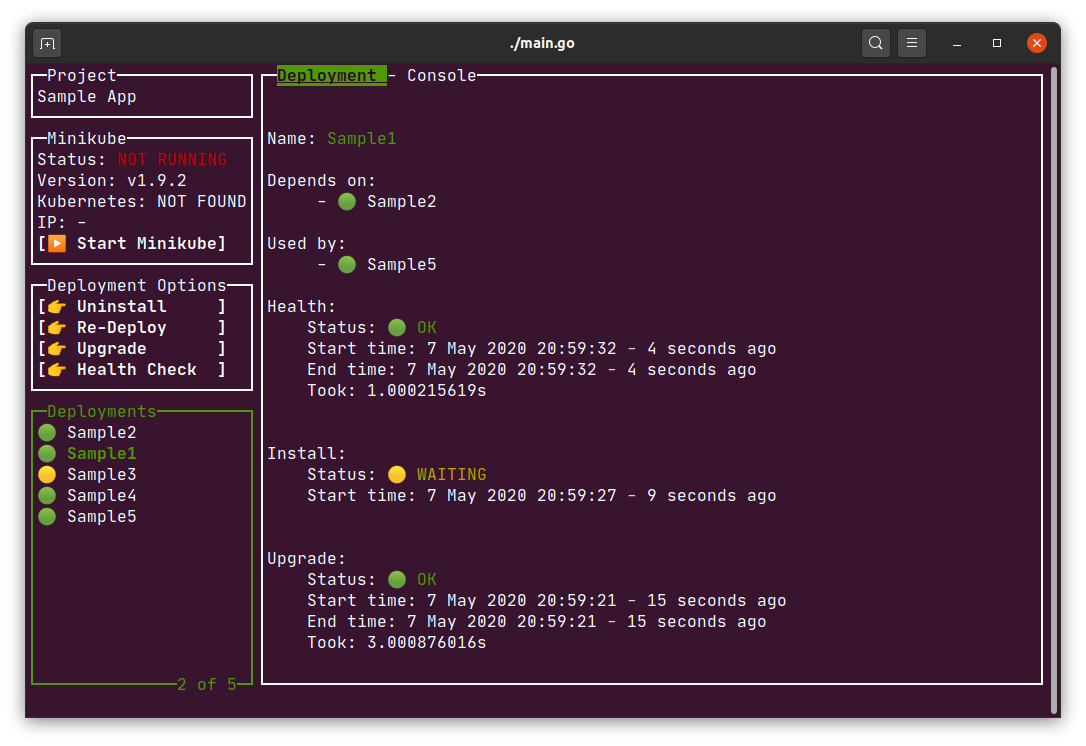 ./main.go
Project
Sample App
Minikube
Status: NOT RUNNING
Version: v1.9.2
Kubernetes: NOT FOUND
IP: -
[▶️ Start Minikube]
Deployment Options
[👉 Uninstall ]
[👉 Re-Deploy ]
[👉 Upgrade ]
[👉 Health Check ]
Deployments
🟢 Sample2
🟢 Sample1
🟡 Sample3
🟢 Sample4
🟢 Sample5
2 of 5
Deployment - Console
Name: Sample1
Depends on:
- 🟢 Sample2
Used by:
- 🟢 Sample5
Health:
Status: 🟢 OK
Start time: 7 May 2020 20:59:32 - 4 seconds ago
End time: 7 May 2020 20:59:32 - 4 seconds ago
Took: 1.000215619s
Install:
Status: 🟡 WAITING
Start time: 7 May 2020 20:59:27 - 9 seconds ago
Upgrade:
Status: 🟢 OK
Start time: 7 May 2020 20:59:21 - 15 seconds ago
End time: 7 May 2020 20:59:21 - 15 seconds ago
Took: 3.000876016s